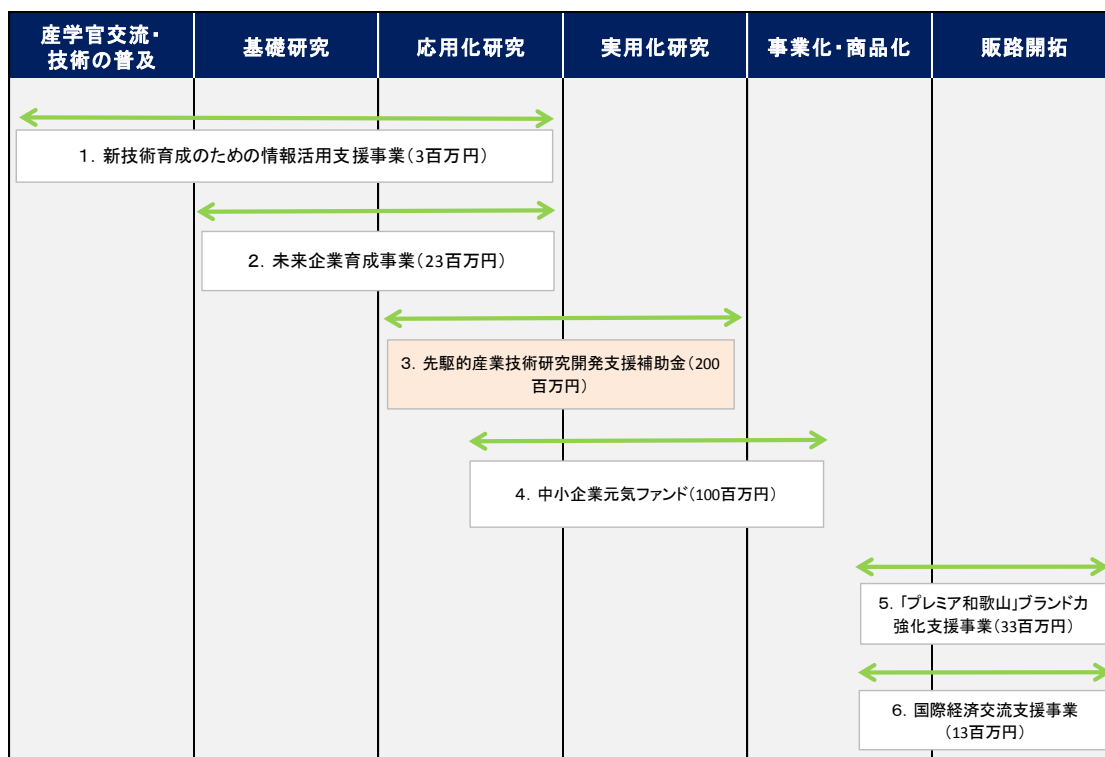 産学官交流・
技術の普及
基礎研究
応用化研究
実用化研究
事業化・商品化
販路開拓
１．新技術育成のための情報活用支援事業（3百万円）
２．未来企業育成事業（23百万円）
３．先駆的産業技術研究開発支援補助金（200
百万円）
４．中小企業元気ファンド（100百万円）
５．「プレミア和歌山」ブランド力
強化支援事業（33百万円）
６．国際経済交流支援事業
（13百万円）